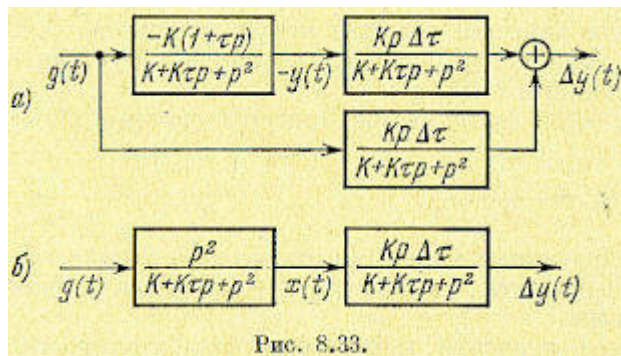 -K(1+τp)
K+Kτp+p²
Kp Δτ
K+Kτp+p²
g(t)
-y(t)
Δy(t)
а)
Kp Δτ
K+Kτp+p²
б)
p²
K+Kτp+p²
Kp Δτ
K+Kτp+p²
g(t)
x(t)
Δy(t)
Рис. 8.33.